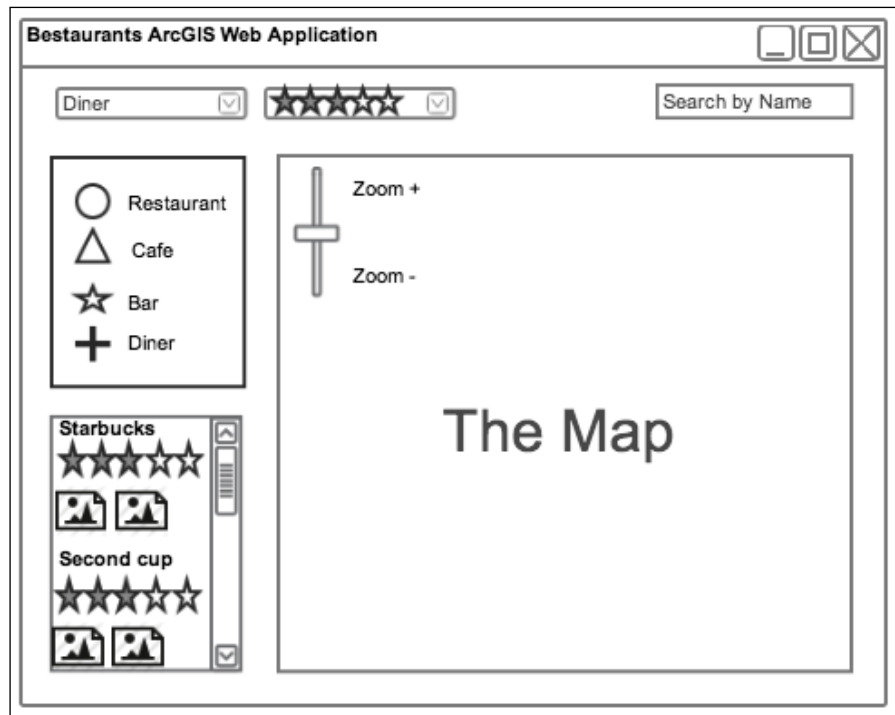 Bestaurants ArcGIS Web Application
Diner
Search by Name
Restaurant
Cafe
Bar
Diner
Zoom +
Zoom -
The Map
Starbucks
Second cup